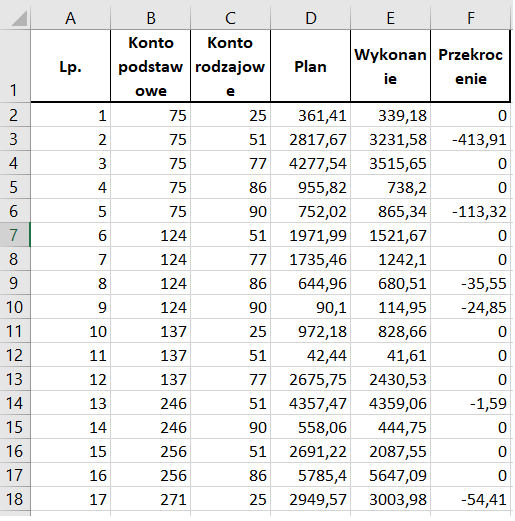 A B C D E F
1 Lp. Konto podstaw owe Konto rodzajow e Plan Wykonan ie Przekroc enie
2 1 75 25 361,41 339,18 0
3 2 75 51 2817,67 3231,58 -413,91
4 3 75 77 4277,54 3515,65 0
5 4 75 86 955,82 738,2 0
6 5 75 90 752,02 865,34 -113,32
7 6 124 51 1971,99 1521,67 0
8 7 124 77 1735,46 1242,1 0
9 8 124 86 644,96 680,51 -35,55
10 9 124 90 90,1 114,95 -24,85
11 10 137 25 972,18 828,66 0
12 11 137 51 42,44 41,61 0
13 12 137 77 2675,75 2430,53 0
14 13 246 51 4357,47 4359,06 -1,59
15 14 246 90 558,06 444,75 0
16 15 256 51 2691,22 2087,55 0
17 16 256 86 5785,4 5647,09 0
18 17 271 25 2949,57 3003,98 -54,41